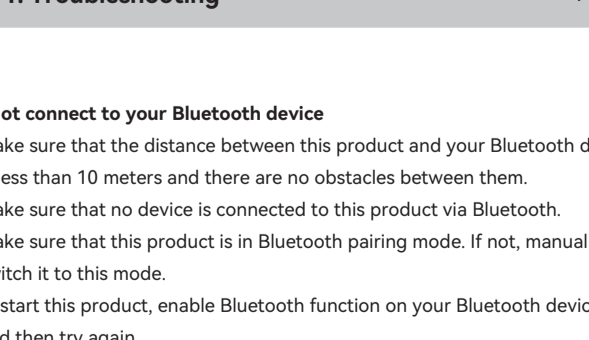 Troubleshooting
ot connect to your Bluetooth device
ake sure that the distance between this product and your Bluetooth d
ess than 10 meters and there are no obstacles between them.
ake sure that no device is connected to this product via Bluetooth.
ake sure that this product is in Bluetooth pairing mode. If not, manual
itch it to this mode.
start this product, enable Bluetooth function on your Bluetooth devic
d then try again